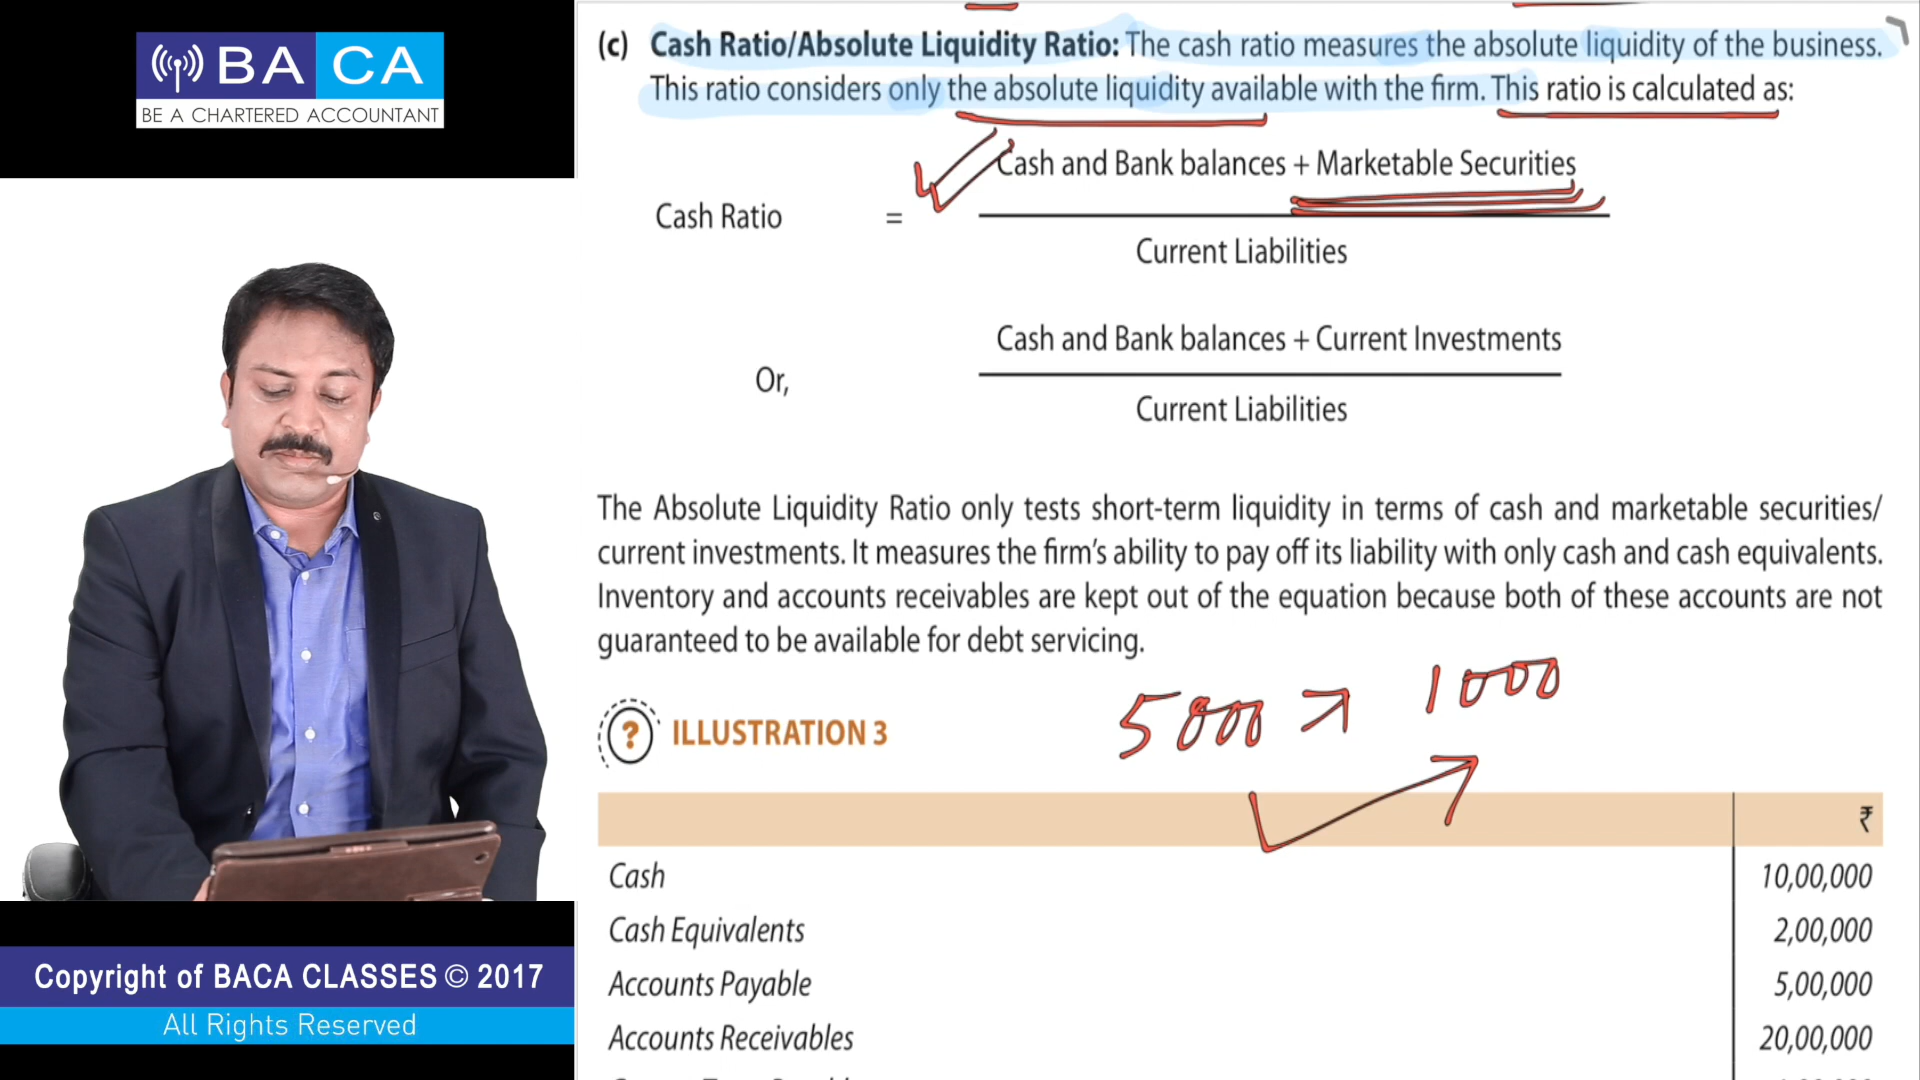 BACA
BE A CHARTERED ACCOUNTANT
(c) Cash Ratio/Absolute Liquidity Ratio: The cash ratio measures the absolute liquidity of the business.
This ratio considers only the absolute liquidity available with the firm. This ratio is calculated as:
Cash and Bank balances + Marketable Securities
Cash Ratio =
Current Liabilities
Cash and Bank balances + Current Investments
Or,
Current Liabilities
The Absolute Liquidity Ratio only tests short-term liquidity in terms of cash and marketable securities/
current investments. It measures the firm's ability to pay off its liability with only cash and cash equivalents.
Inventory and accounts receivables are kept out of the equation because both of these accounts are not
guaranteed to be available for debt servicing.
5000 1000
? ILLUSTRATION 3
₹
Cash 10,00,000
Cash Equivalents 2,00,000
Accounts Payable 5,00,000
Accounts Receivables 20,00,000
Copyright of BACA CLASSES © 2017
All Rights Reserved